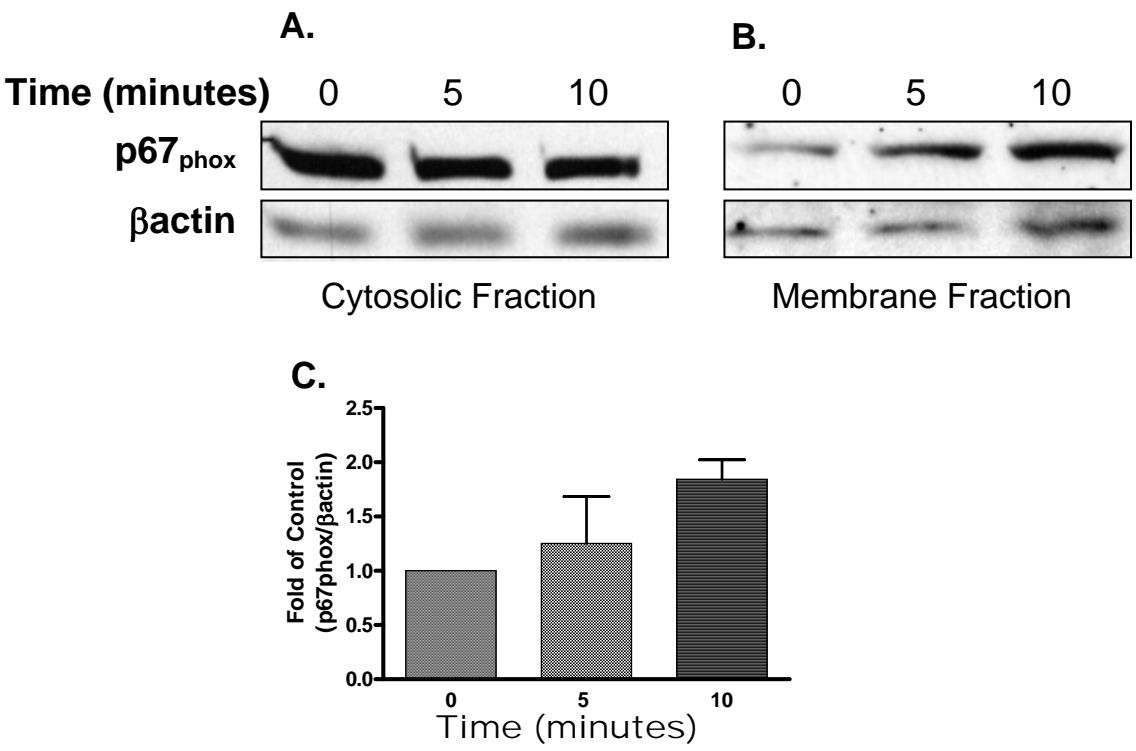 A.
B.
Time (minutes) 0 5 10 0 5 10
p67phox
βactin
Cytosolic Fraction Membrane Fraction
C.
Fold of Control
(p67phox/βactin)
2.5
2.0
1.5
1.0
0.5
0.0
0 5 10
Time (minutes)